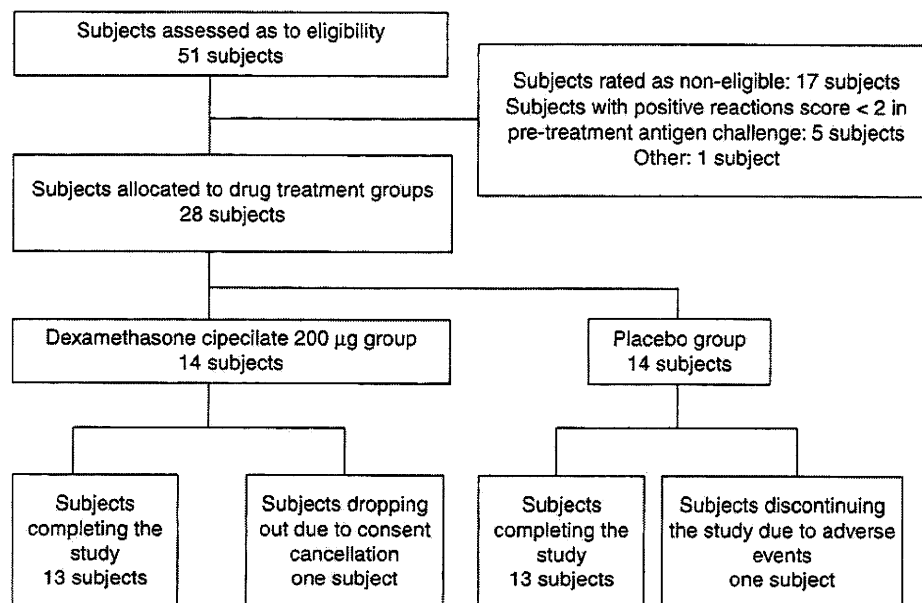 Subjects assessed as to eligibility
51 subjects
Subjects rated as non-eligible: 17 subjects
Subjects with positive reactions score < 2 in
pre-treatment antigen challenge: 5 subjects
Other: 1 subject
Subjects allocated to drug treatment groups
28 subjects
Dexamethasone cipecilate 200 μg group
14 subjects
Placebo group
14 subjects
Subjects
completing the
study
13 subjects
Subjects dropping
out due to consent
cancellation
one subject
Subjects
completing the
study
13 subjects
Subjects discontinuing
the study due to adverse
events
one subject